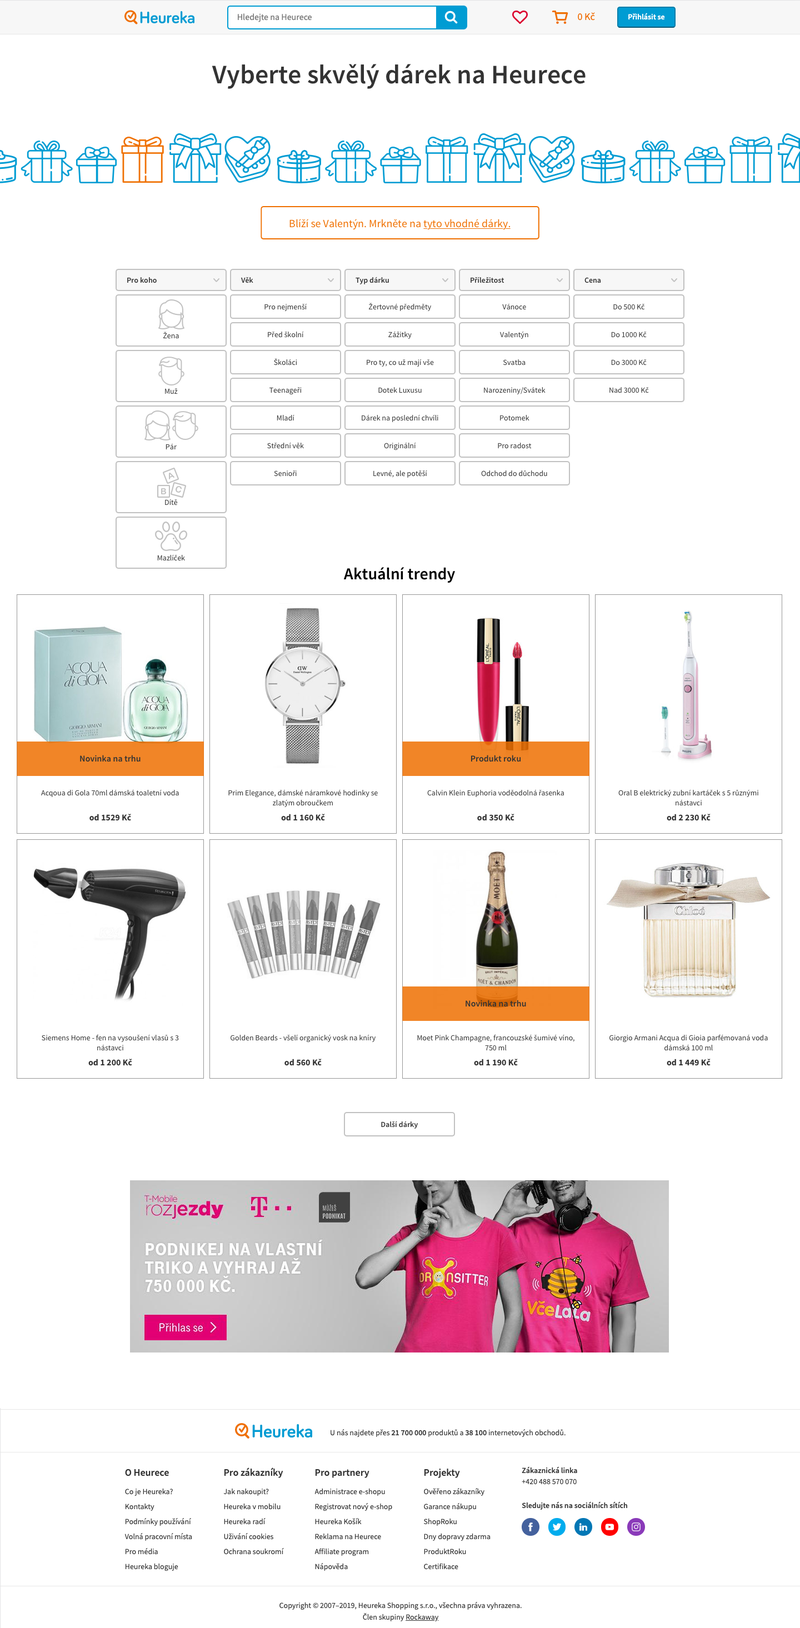 Heureka
Hledejte na Heurece
0 Kč
Přihlásit se
Vyberte skvělý dárek na Heurece
Blíží se Valentýn. Mrkněte na tyto vhodné dárky.
Pro koho
Žena
Muž
Pár
A
B C
Dítě
Mazlíček
Věk
Pro nejmenší
Před školní
Školáci
Teenageři
Mladí
Střední věk
Senioři
Typ dárku
Žertovné předměty
Zážitky
Pro ty, co už mají vše
Dotek Luxusu
Dárek na poslední chvíli
Originální
Levné, ale potěší
Příležitost
Vánoce
Valentýn
Svatba
Narozeniny/Svátek
Potomek
Pro radost
Odchod do důchodu
Cena
Do 500 Kč
Do 1000 Kč
Do 3000 Kč
Nad 3000 Kč
Aktuální trendy
ACQUA
di GIOIA
GIORGIO ARMANI
ACQUA
di GIOIA
Novinka na trhu
Acqoua di Gola 70ml dámská toaletní voda
od 1529 Kč
DW
Prim Elegance, dámské náramkové hodinky se
zlatým obroučkem
od 1 160 Kč
L'ORÉAL
Produkt roku
Calvin Klein Euphoria voděodolná řasenka
od 350 Kč
Oral B elektrický zubní kartáček s 5 různými
nástavci
od 2 230 Kč
Siemens Home - fen na vysoušení vlasů s 3
nástavci
od 1 200 Kč
Golden Beards - všeli organický vosk na kníry
od 560 Kč
MOËT
MOËT & CHANDON
Novinka na trhu
Moet Pink Champagne, francouzské šumivé víno,
750 ml
od 1 190 Kč
Chloé
Giorgio Armani Acqua di Gioia parfémovaná voda
dámská 100 ml
od 1 449 Kč
Další dárky
T-Mobile
rozjezdy
T
MŮŽEŠ
PODNIKAT
PODNIKEJ NA VLASTNÍ
TRIKO A VYHRAJ AŽ
750 000 KČ.
Přihlas se
DRONSITTER
VčeLaLa
Heureka
U nás najdete přes 21 700 000 produktů a 38 100 internetových obchodů.
O Heurece
Co je Heureka?
Kontakty
Podmínky používání
Volná pracovní místa
Pro média
Heureka bloguje
Pro zákazníky
Jak nakoupit?
Heureka v mobilu
Heureka radí
Užívání cookies
Ochrana soukromí
Pro partnery
Administrace e-shopu
Registrovat nový e-shop
Heureka Košík
Reklama na Heurece
Affiliate program
Nápověda
Projekty
Ověřeno zákazníky
Garance nákupu
ShopRoku
Dny dopravy zdarma
ProduktRoku
Certifikace
Zákaznická linka
+420 488 570 070
Sledujte nás na sociálních sítích
Copyright © 2007–2019, Heureka Shopping s.r.o., všechna práva vyhrazena.
Člen skupiny Rockaway